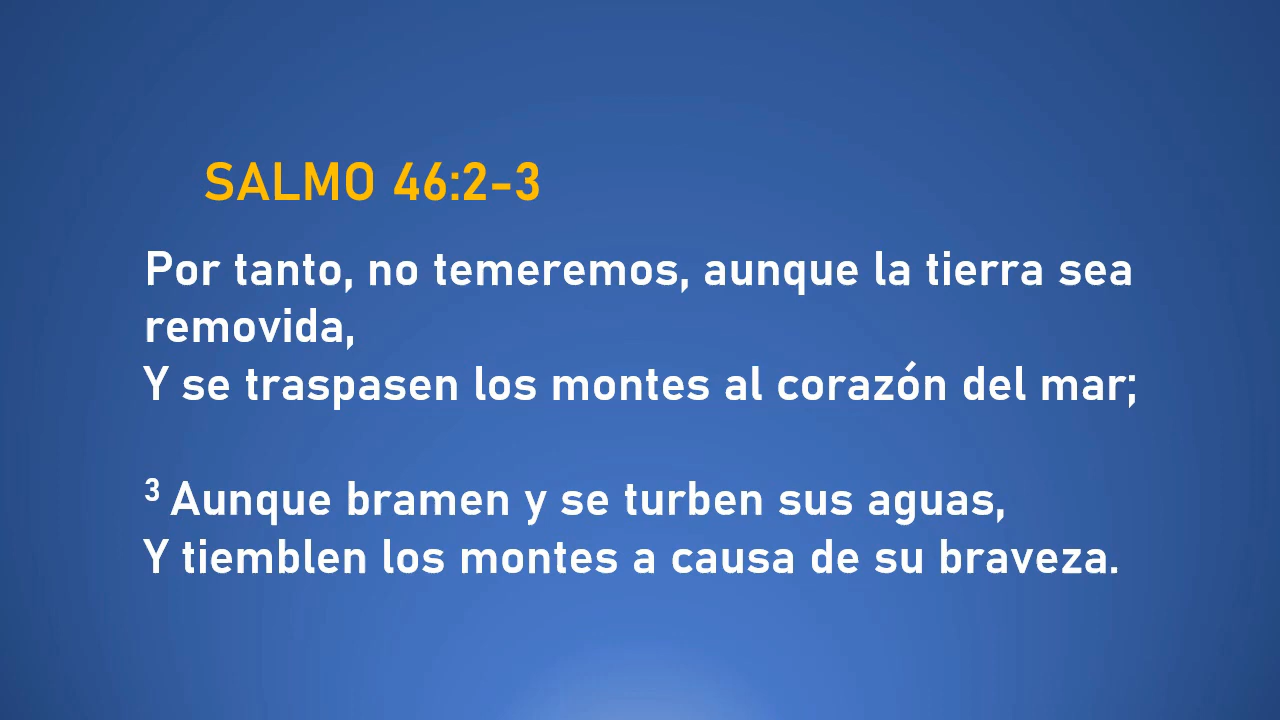 SALMO 46:2-3
Por tanto, no temeremos, aunque la tierra sea
removida,
Y se traspasen los montes al corazón del mar;
³ Aunque bramen y se turben sus aguas,
Y tiemblen los montes a causa de su braveza.